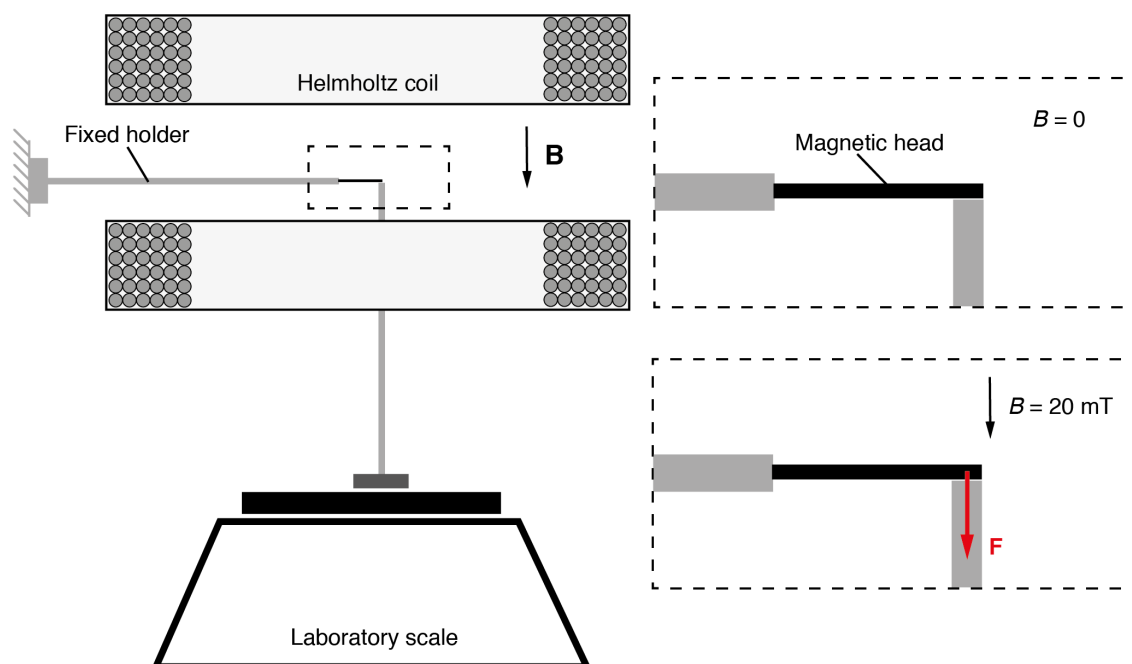 Helmholtz coil
Fixed holder
B
Laboratory scale
B = 0
Magnetic head
B = 20 mT
F